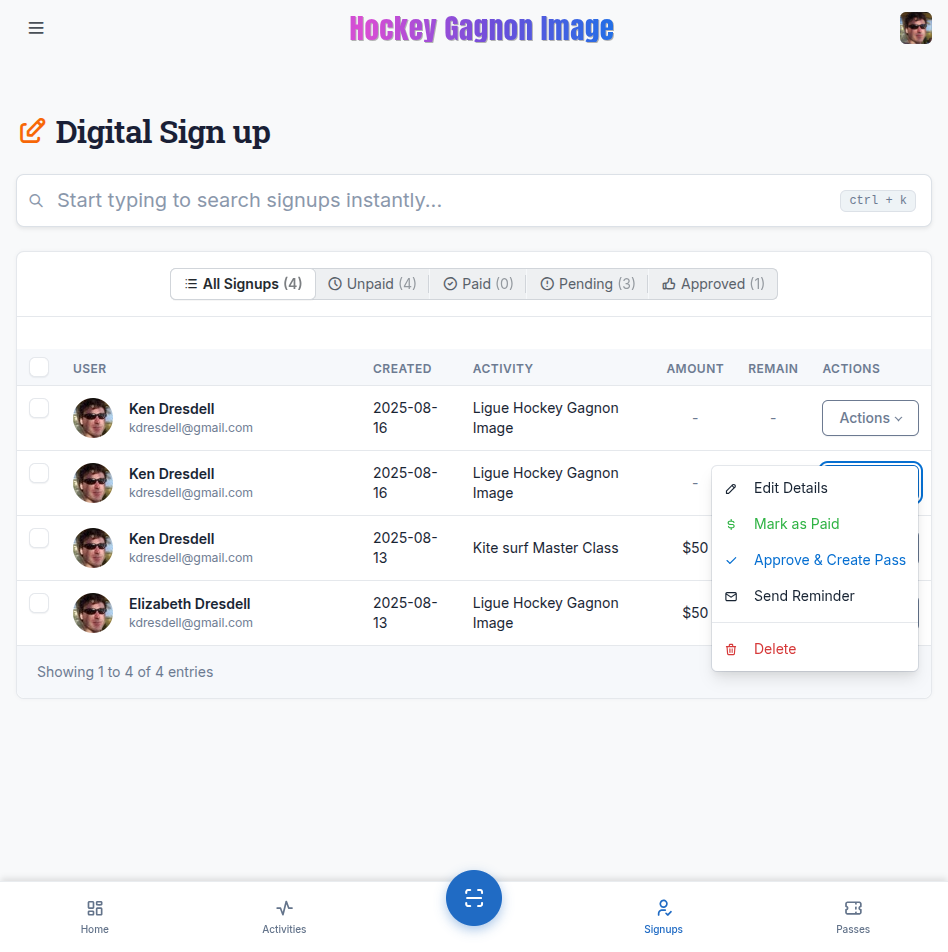 Hockey Gagnon Image
Digital Sign up
Start typing to search signups instantly...
ctrl + k
All Signups (4)
Unpaid (4)
Paid (0)
Pending (3)
Approved (1)
USER
CREATED
ACTIVITY
AMOUNT
REMAIN
ACTIONS
Ken Dresdell
kdresdell@gmail.com
2025-08-
16
Ligue Hockey Gagnon
Image
-
-
Actions
Ken Dresdell
kdresdell@gmail.com
2025-08-
16
Ligue Hockey Gagnon
Image
-
Ken Dresdell
kdresdell@gmail.com
2025-08-
13
Kite surf Master Class
$50
Elizabeth Dresdell
kdresdell@gmail.com
2025-08-
13
Ligue Hockey Gagnon
Image
$50
Edit Details
$ Mark as Paid
Approve & Create Pass
Send Reminder
Delete
Showing 1 to 4 of 4 entries
Home
Activities
Signups
Passes